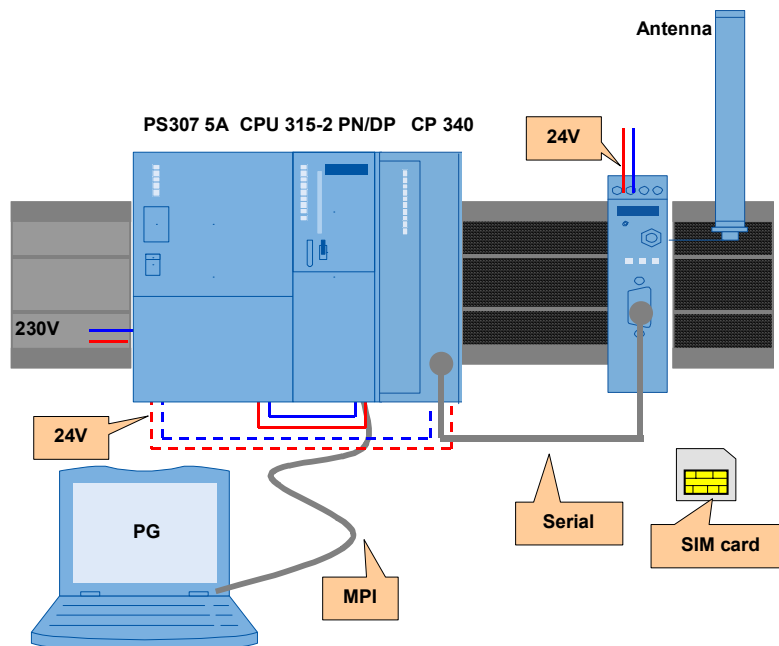 Antenna
PS307 5A CPU 315-2 PN/DP CP 340
24V
230V
24V
PG
Serial
SIM card
MPI